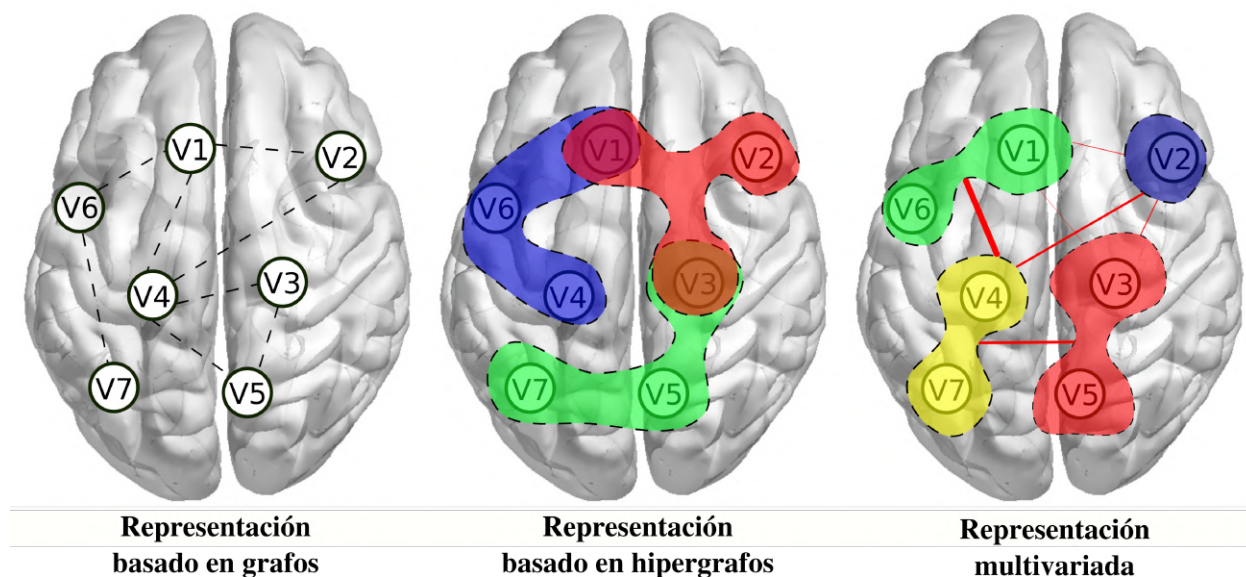 V1
V2
V6
V4
V3
V7
V5
Representación
basado en grafos
V1
V2
V6
V4
V3
V7
V5
Representación
basado en hipergrafos
V1
V2
V6
V4
V3
V7
V5
Representación
multivariada